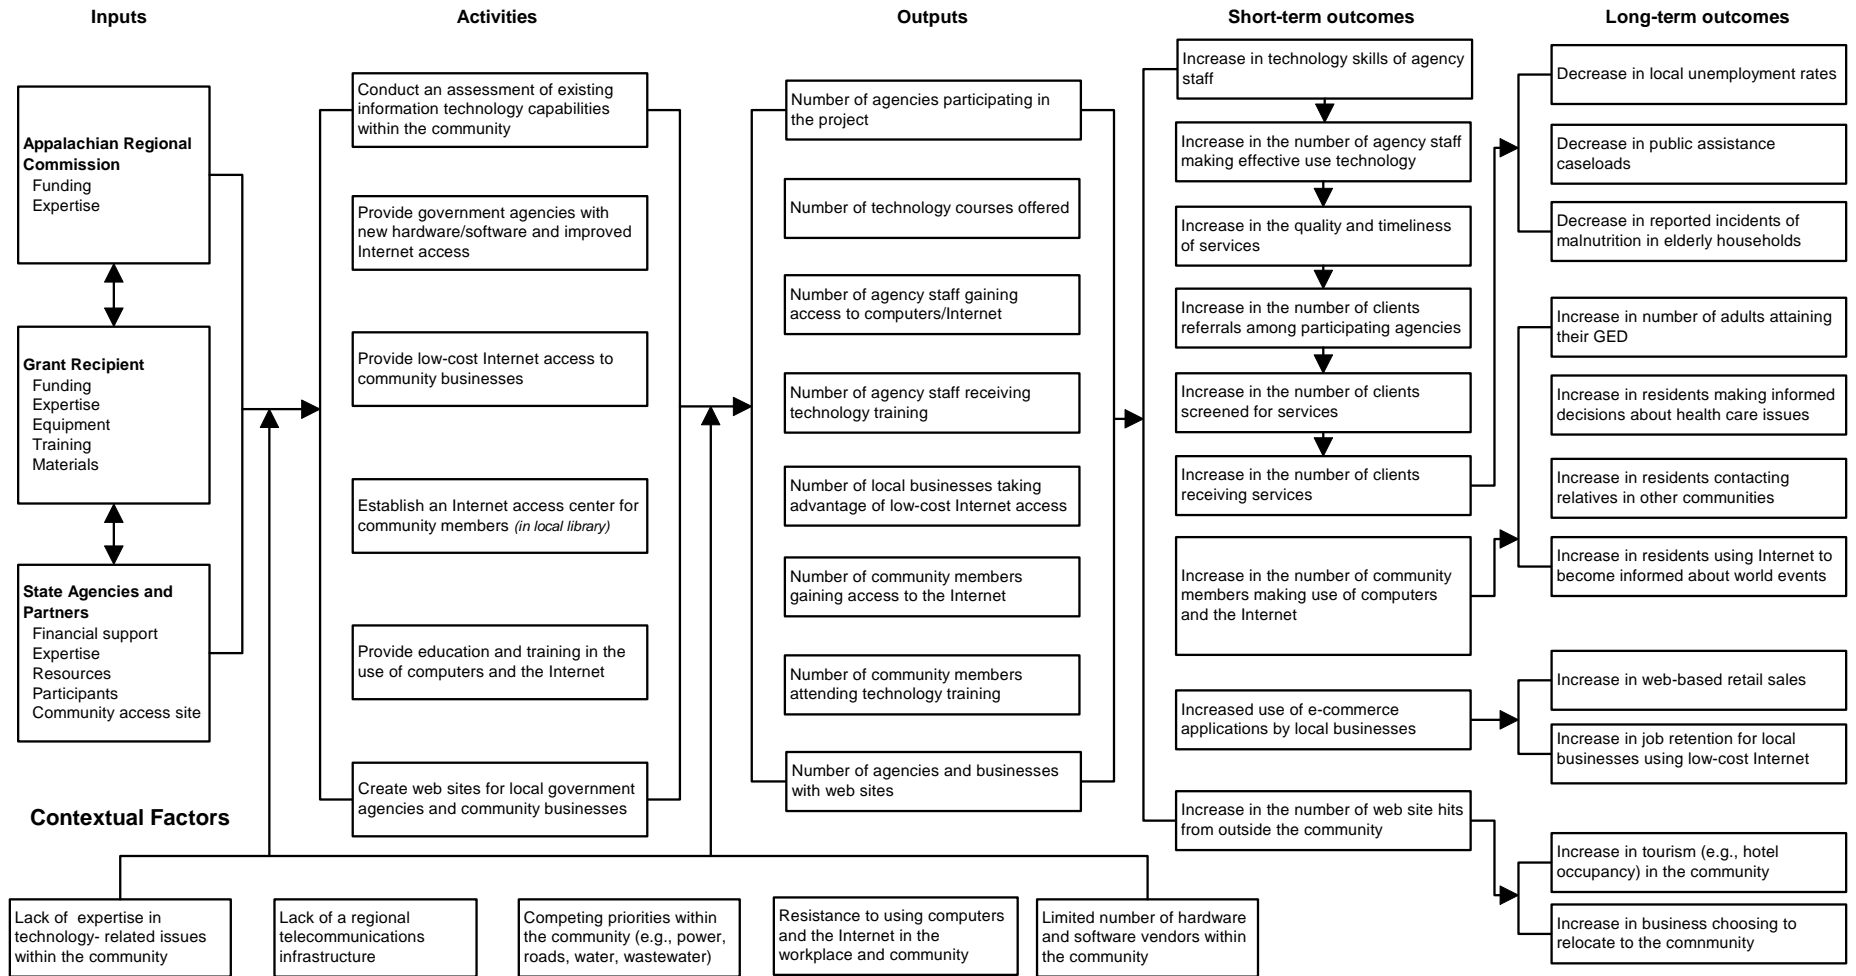 Inputs
Activities
Outputs
Short-term outcomes
Long-term outcomes
Appalachian Regional
Commission
Funding
Expertise
Grant Recipient
Funding
Expertise
Equipment
Training
Materials
State Agencies and
Partners
Financial support
Expertise
Resources
Participants
Community access site
Conduct an assessment of existing
information technology capabilities
within the community
Provide government agencies with
new hardware/software and improved
Internet access
Provide low-cost Internet access to
community businesses
Establish an Internet access center for
community members (in local library)
Provide education and training in the
use of computers and the Internet
Create web sites for local government
agencies and community businesses
Number of agencies participating in
the project
Number of technology courses offered
Number of agency staff gaining
access to computers/Internet
Number of agency staff receiving
technology training
Number of local businesses taking
advantage of low-cost Internet access
Number of community members
gaining access to the Internet
Number of community members
attending technology training
Number of agencies and businesses
with web sites
Increase in technology skills of agency
staff
Increase in the number of agency staff
making effective use technology
Increase in the quality and timeliness
of services
Increase in the number of clients
referrals among participating agencies
Increase in the number of clients
screened for services
Increase in the number of clients
receiving services
Increase in the number of community
members making use of computers
and the Internet
Increased use of e-commerce
applications by local businesses
Increase in the number of web site hits
from outside the community
Decrease in local unemployment rates
Decrease in public assistance
caseloads
Decrease in reported incidents of
malnutrition in elderly households
Increase in number of adults attaining
their GED
Increase in residents making informed
decisions about health care issues
Increase in residents contacting
relatives in other communities
Increase in residents using Internet to
become informed about world events
Increase in web-based retail sales
Increase in job retention for local
businesses using low-cost Internet
Increase in tourism (e.g., hotel
occupancy) in the community
Increase in business choosing to
relocate to the comnmunity
Contextual Factors
Lack of expertise in
technology- related issues
within the community
Lack of a regional
telecommunications
infrastructure
Competing priorities within
the community (e.g., power,
roads, water, wastewater)
Resistance to using computers
and the Internet in the
workplace and community
Limited number of hardware
and software vendors within
the community